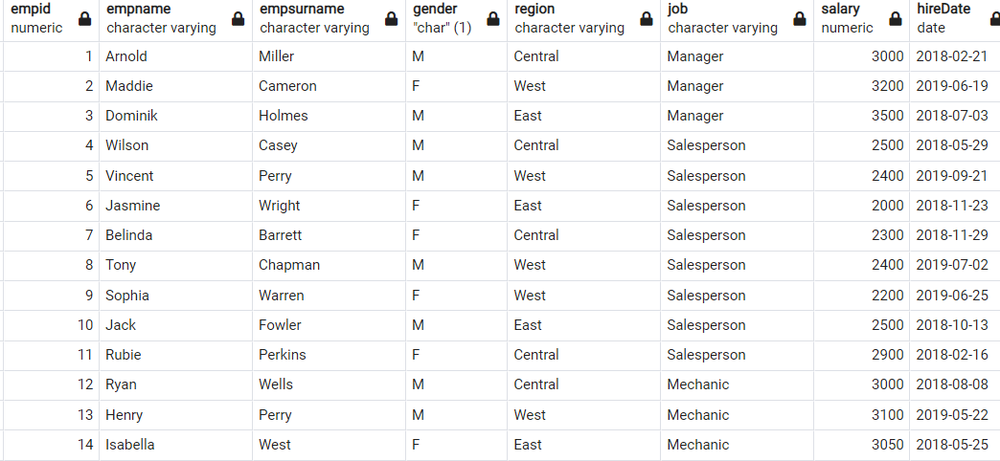 empid empname empsurname gender region job salary hireDate
numeric character varying character varying "char" (1) character varying character varying numeric date
1 Arnold Miller M Central Manager 3000 2018-02-21
2 Maddie Cameron F West Manager 3200 2019-06-19
3 Dominik Holmes M East Manager 3500 2018-07-03
4 Wilson Casey M Central Salesperson 2500 2018-05-29
5 Vincent Perry M West Salesperson 2400 2019-09-21
6 Jasmine Wright F East Salesperson 2000 2018-11-23
7 Belinda Barrett F Central Salesperson 2300 2018-11-29
8 Tony Chapman M West Salesperson 2400 2019-07-02
9 Sophia Warren F West Salesperson 2200 2019-06-25
10 Jack Fowler M East Salesperson 2500 2018-10-13
11 Rubie Perkins F Central Salesperson 2900 2018-02-16
12 Ryan Wells M Central Mechanic 3000 2018-08-08
13 Henry Perry M West Mechanic 3100 2019-05-22
14 Isabella West F East Mechanic 3050 2018-05-25